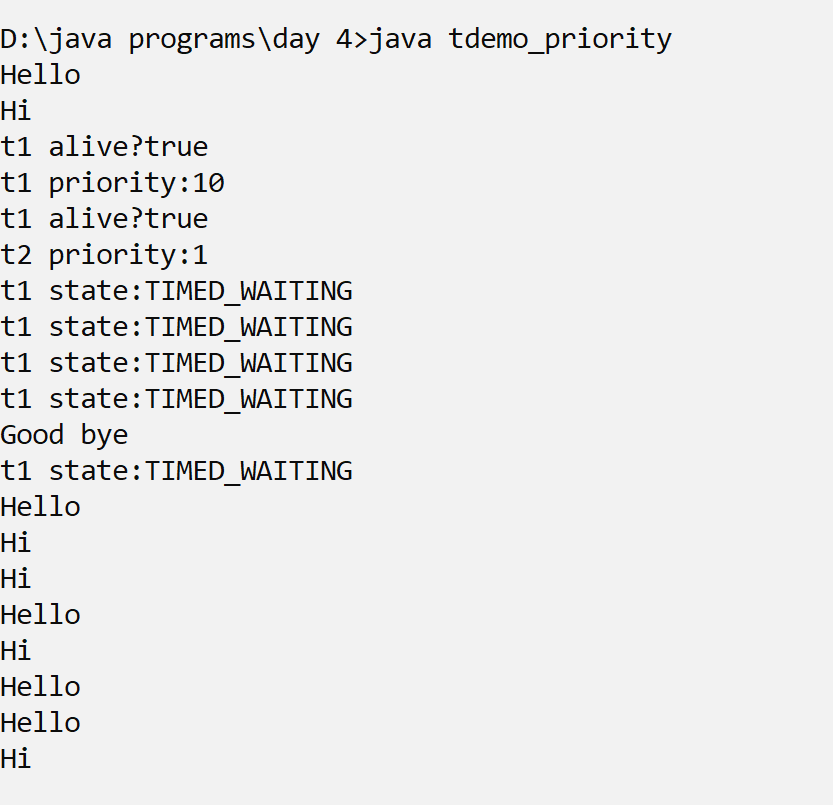 D:\java programs\day 4>java tdemo_priority
Hello
Hi
t1 alive?true
t1 priority:10
t1 alive?true
t2 priority:1
t1 state:TIMED_WAITING
t1 state:TIMED_WAITING
t1 state:TIMED_WAITING
t1 state:TIMED_WAITING
Good bye
t1 state:TIMED_WAITING
Hello
Hi
Hi
Hello
Hi
Hello
Hello
Hi